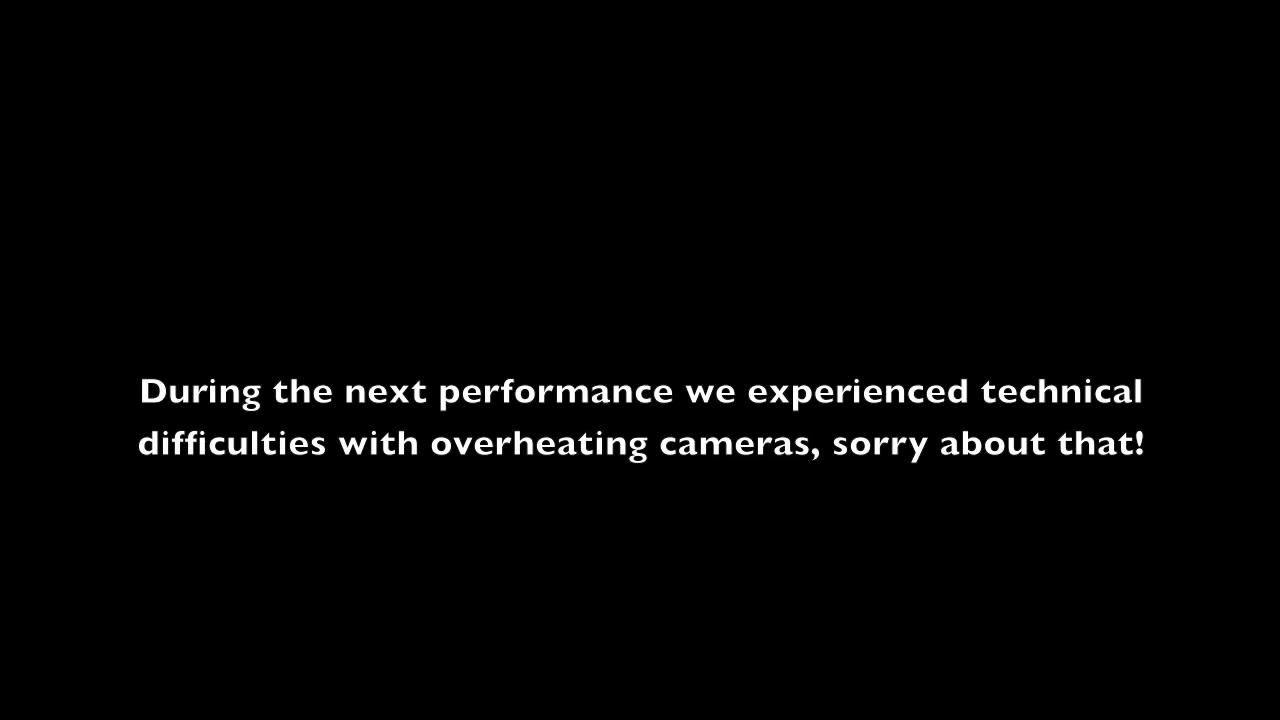 During the next performance we experienced technical
difficulties with overheating cameras, sorry about that!